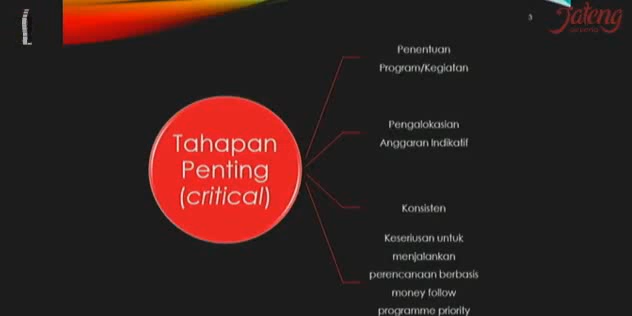 3
Jateng
Tahapan
Penting
(critical)
Penentuan
Program/Kegiatan
Pengalokasian
Anggaran Indikatif
Konsisten
Keseriusan untuk
menjalankan
perencanaan berbasis
money follow
programme priority